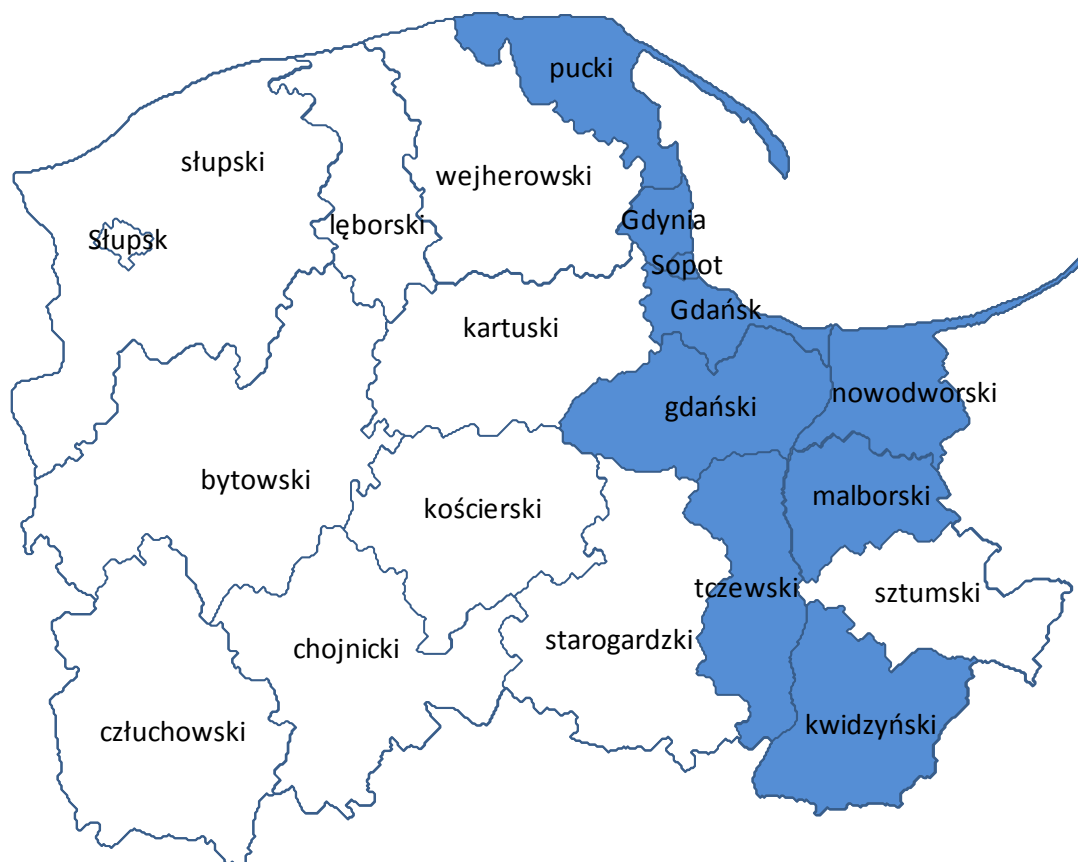 pucki
słupski
wejherowski
lęborski
Gdynia
Słupsk
Sopot
Gdańsk
kartuski
nowodworski
gdański
bytowski
malborski
kościerski
tczewski
sztumski
starogardzki
chojnicki
kwidzyński
człuchowski